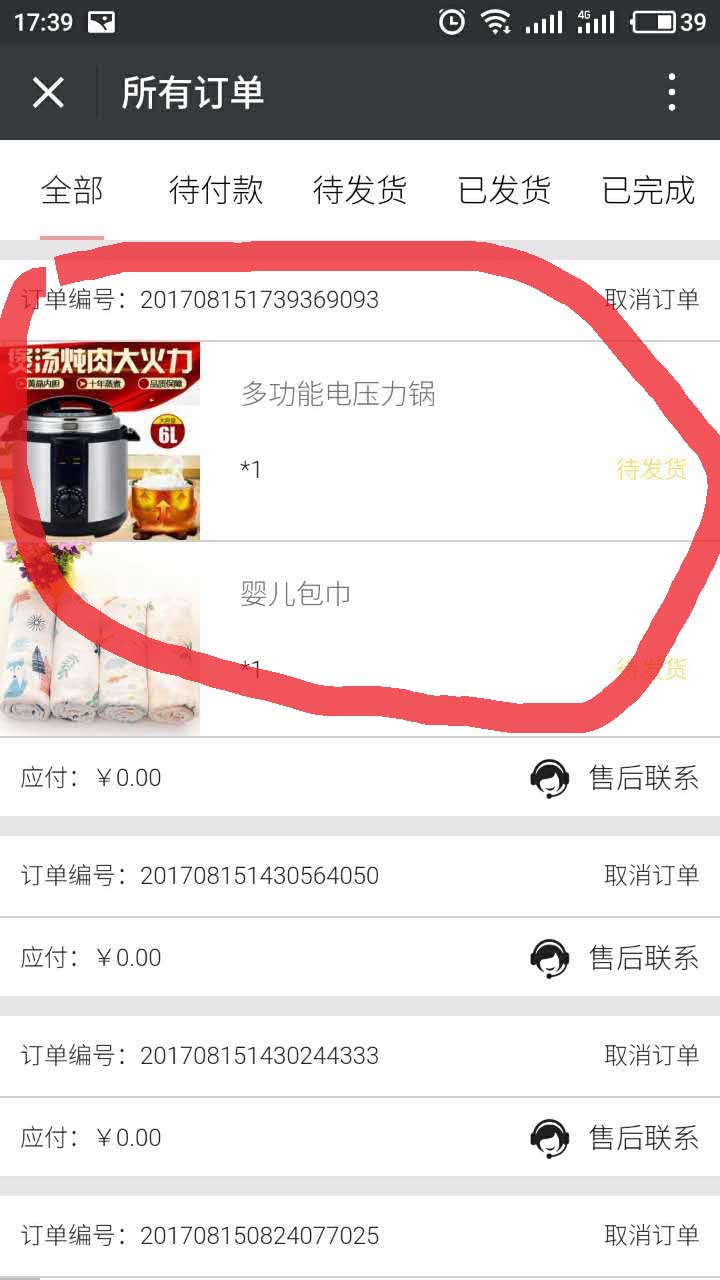 17:39
4G
39
所有订单
全部 待付款 待发货 已发货 已完成
订单编号：201708151739369093 取消订单
煲汤炖肉大火力
黄晶内胆 十年蒸煮 品质保障
大容量
6L
多功能电压力锅
*1 待发货
婴儿包巾
*1 待发货
应付：￥0.00 售后联系
订单编号：201708151430564050 取消订单
应付：￥0.00 售后联系
订单编号：201708151430244333 取消订单
应付：￥0.00 售后联系
订单编号：201708150824077025 取消订单